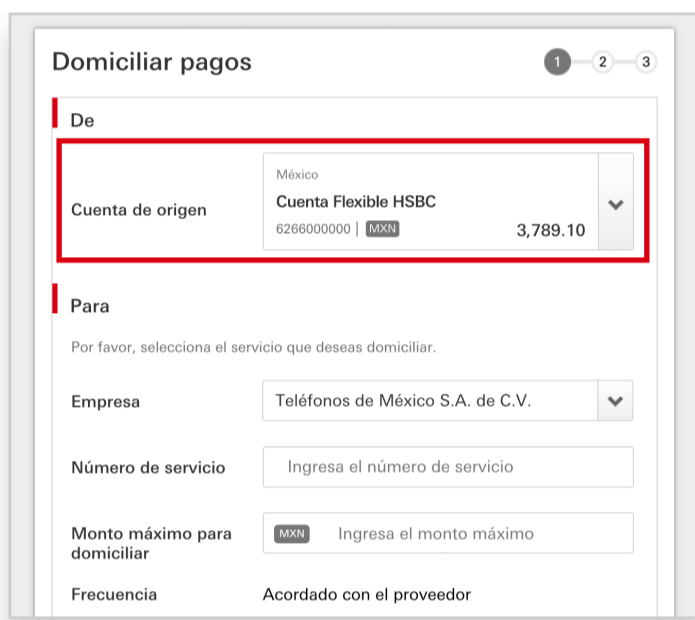 Domiciliar pagos
1 2 3
De
Cuenta de origen
México
Cuenta Flexible HSBC
6266000000 | MXN 3,789.10
Para
Por favor, selecciona el servicio que deseas domiciliar.
Empresa
Teléfonos de México S.A. de C.V.
Número de servicio
Ingresa el número de servicio
Monto máximo para
domiciliar
MXN Ingresa el monto máximo
Frecuencia
Acordado con el proveedor